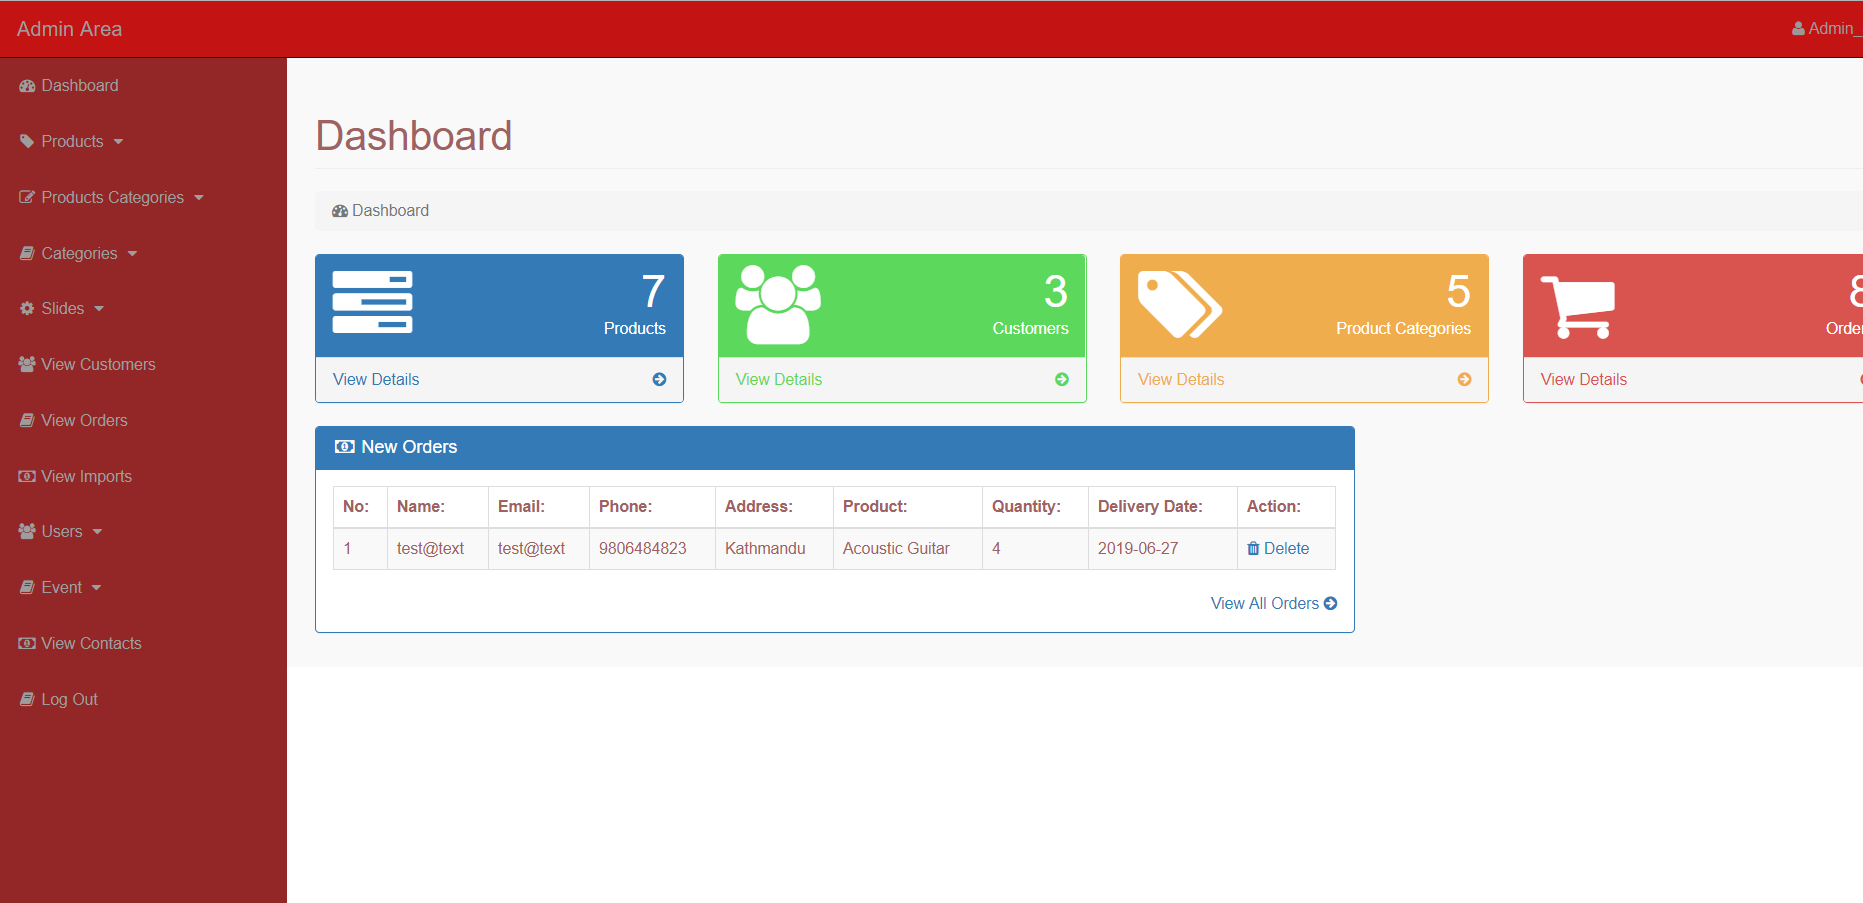 Admin Area
Admin_
Dashboard
Products
Products Categories
Categories
Slides
View Customers
View Orders
View Imports
Users
Event
View Contacts
Log Out
Dashboard
Dashboard
7
Products
View Details
3
Customers
View Details
5
Product Categories
View Details
8
View Details
New Orders
No: Name: Email: Phone: Address: Product: Quantity: Delivery Date: Action:
1 test@text test@text 9806484823 Kathmandu Acoustic Guitar 4 2019-06-27 Delete
View All Orders